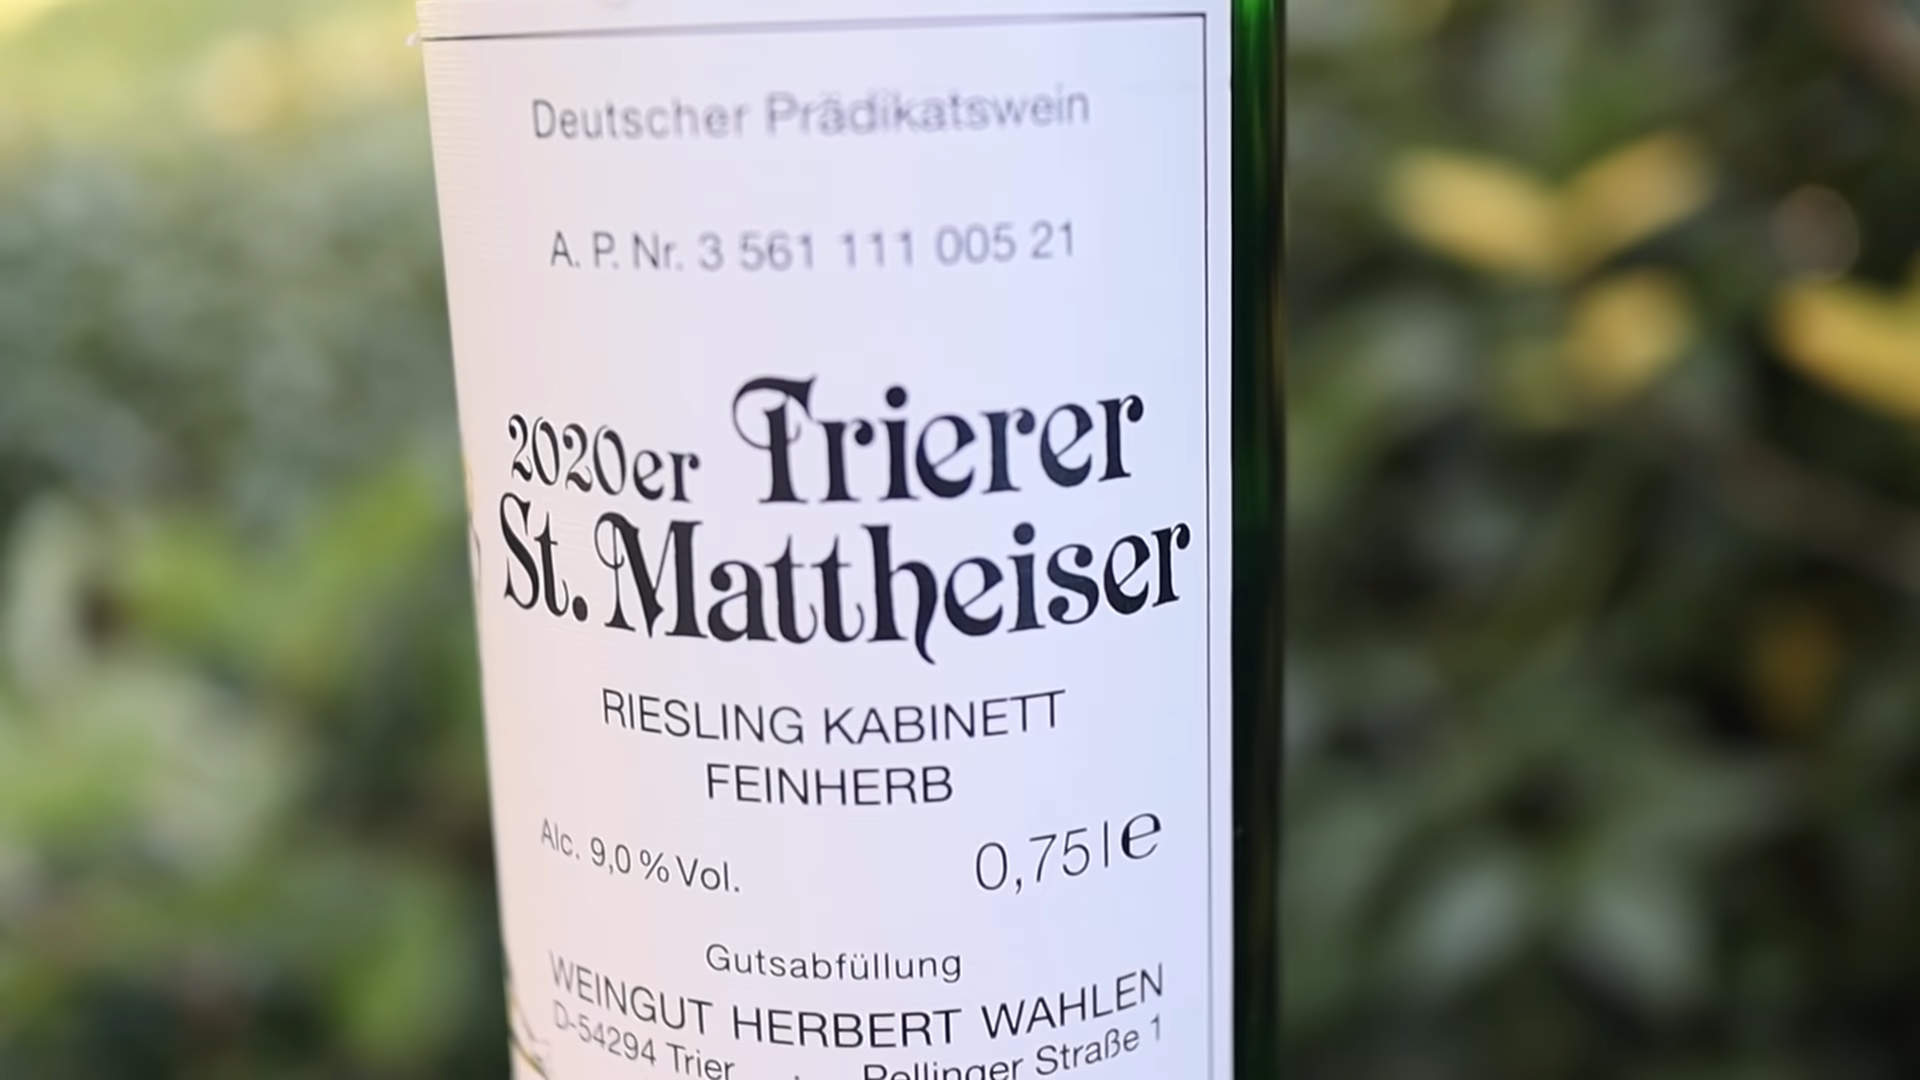 Deutscher Prädikatswein
A. P. Nr. 3 561 111 005 21
2020er Trierer
St. Mattheiser
RIESLING KABINETT
FEINHERB
Alc. 9,0 % Vol. 0,75 l e
Gutsabfüllung
WEINGUT HERBERT WAHLEN
D-54294 Trier Pellinger Straße 1